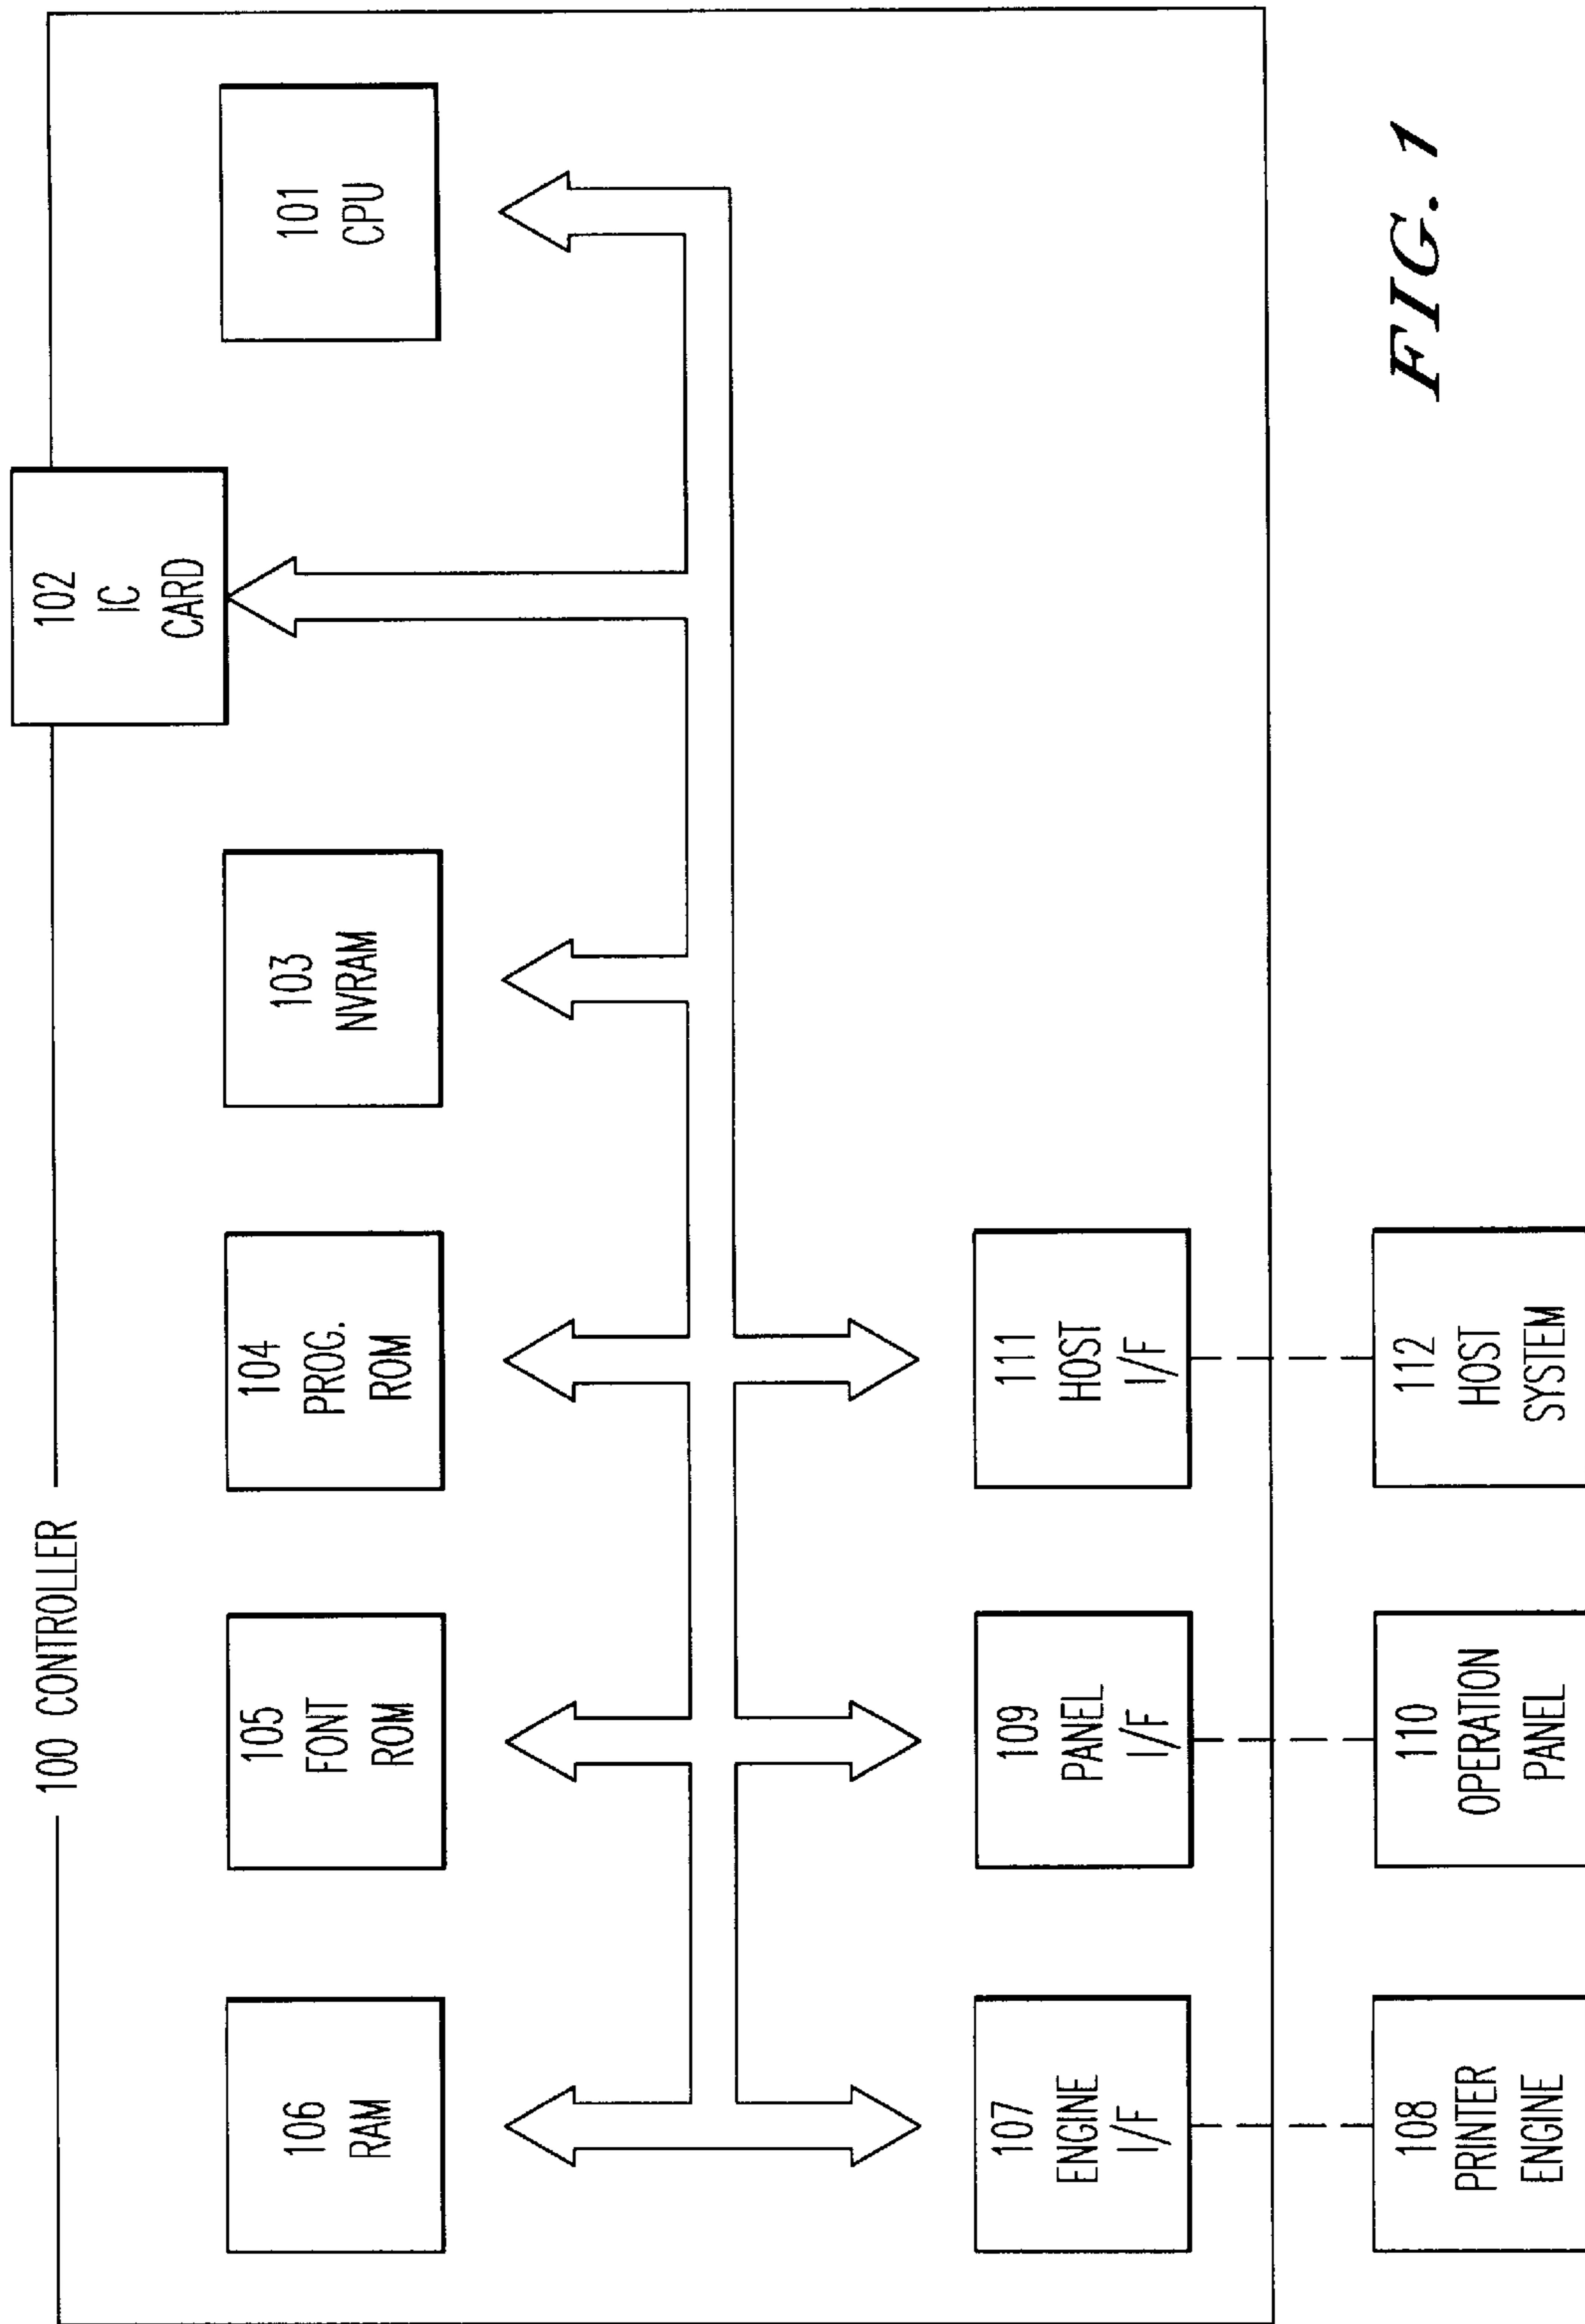 100 CONTROLLER
106
RAM
105
FONT
ROM
104
PROG.
ROM
103
NVRAM
102
IC
CARD
101
CPU
107
ENGINE
I/F
109
PANEL
I/F
111
HOST
I/F
108
PRINTER
ENGINE
110
OPERATION
PANEL
112
HOST
SYSTEM
FIG. 1